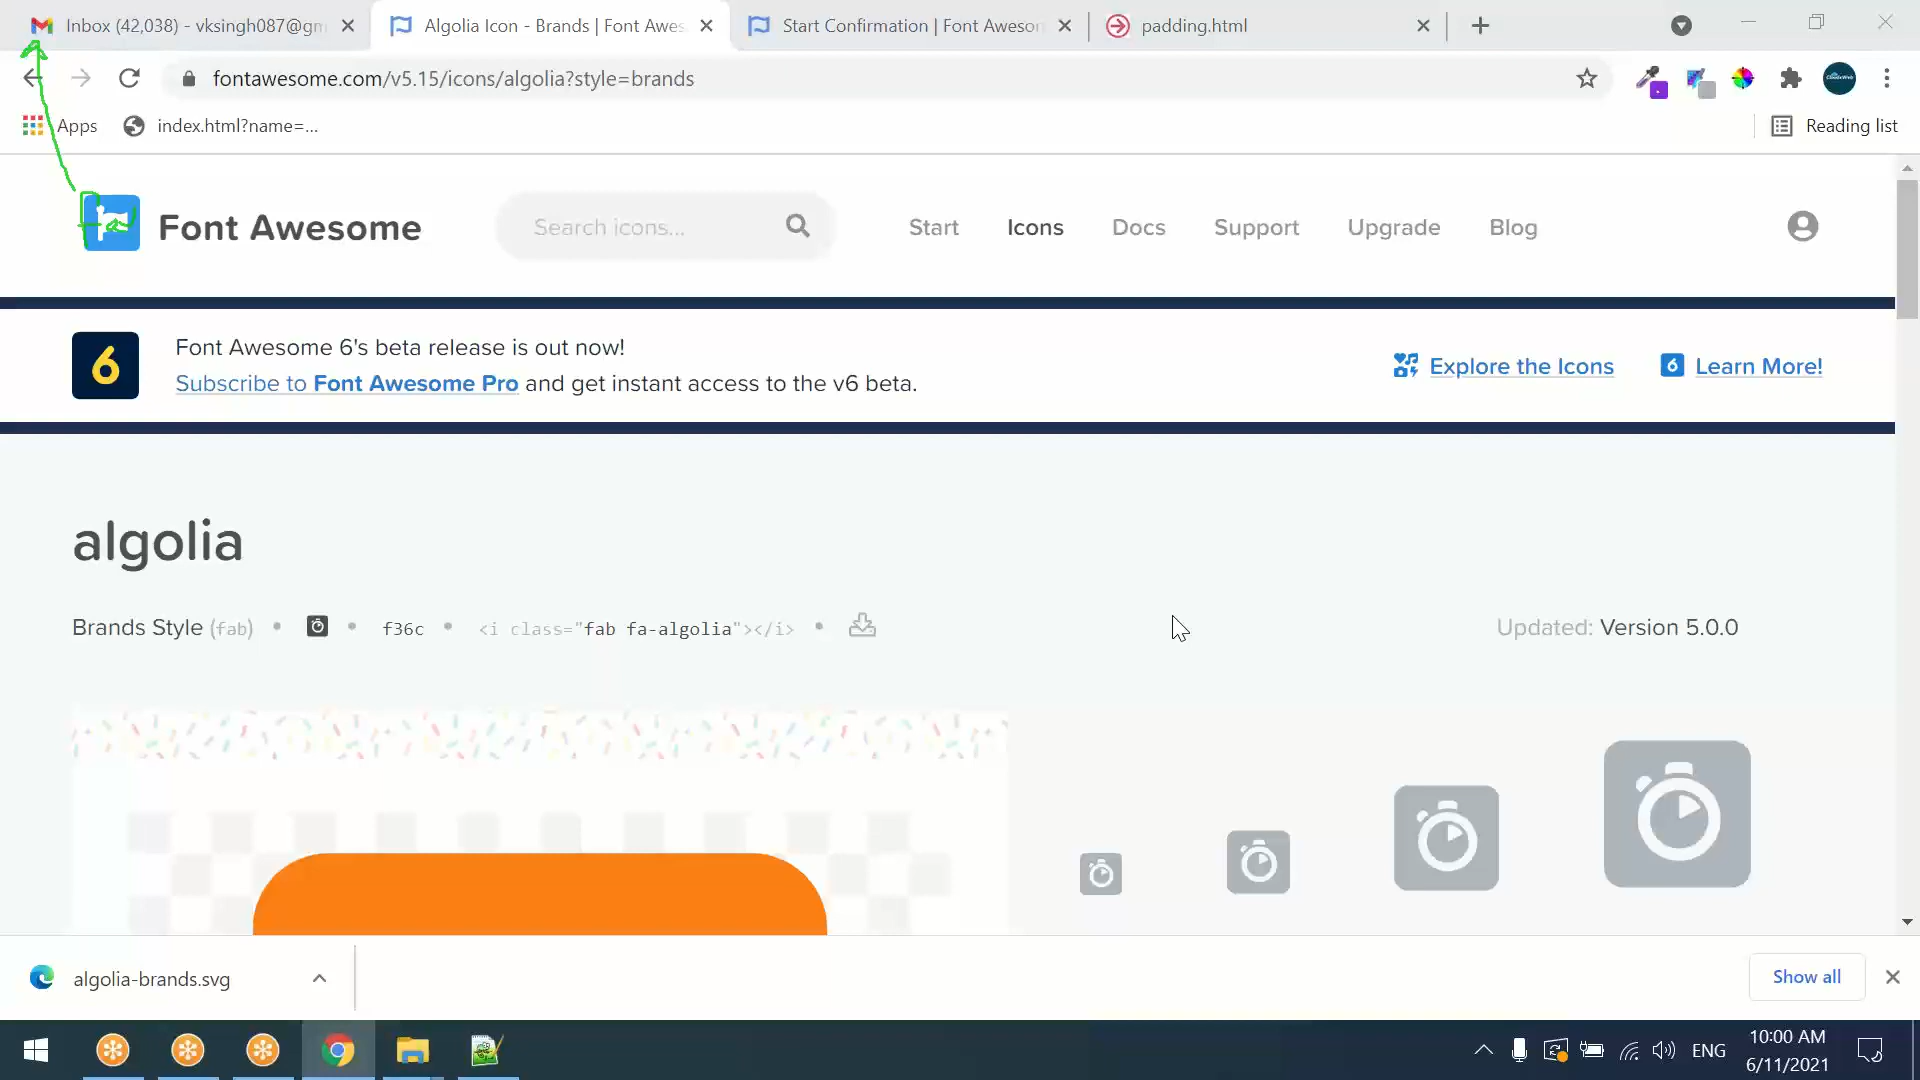 Inbox (42,038) - vksingh087@gm
Algolia Icon - Brands | Font Awes
Start Confirmation | Font Awesom
padding.html
fontawesome.com/v5.15/icons/algolia?style=brands
Apps
index.html?name=...
Reading list
Font Awesome
Search icons...
Start
Icons
Docs
Support
Upgrade
Blog
6
Font Awesome 6's beta release is out now!
Subscribe to Font Awesome Pro and get instant access to the v6 beta.
Explore the Icons
6
Learn More!
algolia
Brands Style (fab)
f36c
<i class="fab fa-algolia"></i>
Updated: Version 5.0.0
algolia-brands.svg
Show all
ENG
10:00 AM
6/11/2021